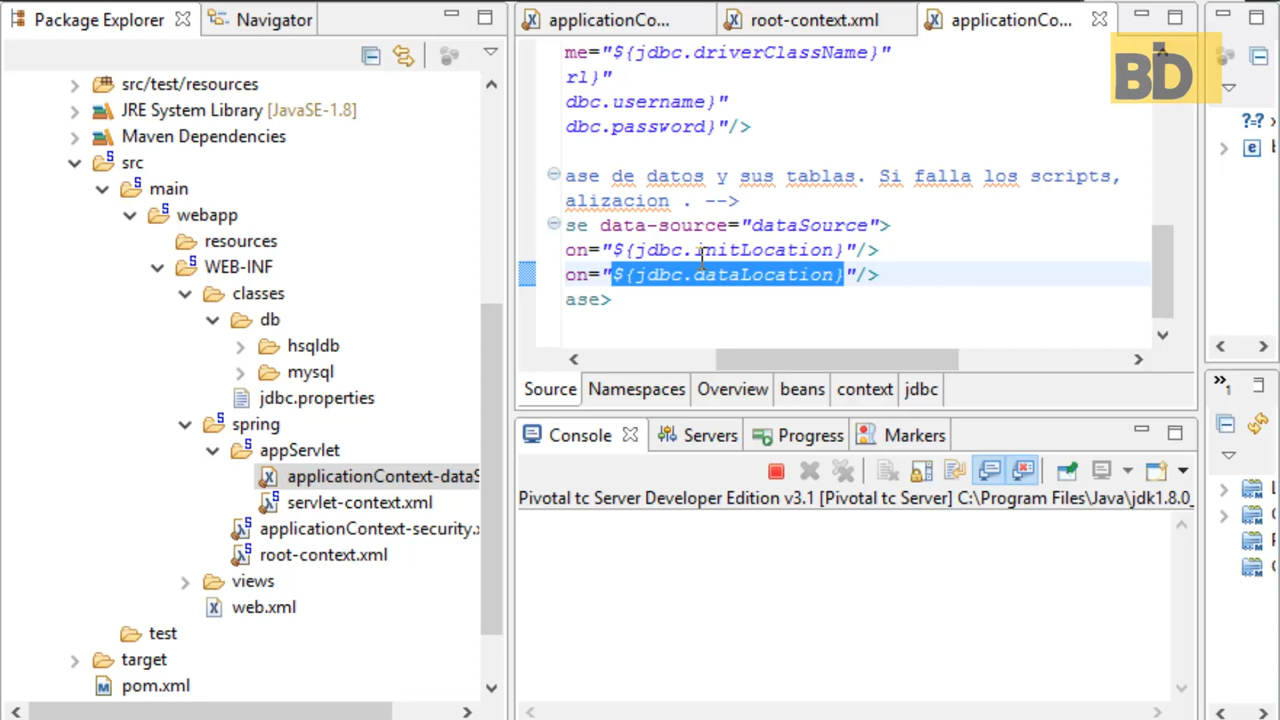 Package Explorer
Navigator
src/test/resources
JRE System Library [JavaSE-1.8]
Maven Dependencies
src
main
webapp
resources
WEB-INF
classes
db
hsqldb
mysql
jdbc.properties
spring
appServlet
applicationContext-dataS
servlet-context.xml
applicationContext-security.x
root-context.xml
views
web.xml
test
target
pom.xml
applicationCo...
root-context.xml
applicationCo...
BD
me="${jdbc.driverClassName}"
rl}"
dbc.username}"
dbc.password}"/>
ase de datos y sus tablas. Si falla los scripts,
alizacion . -->
se data-source="dataSource">
on="${jdbc.initLocation}"/>
on="${jdbc.dataLocation}"/>
ase>
Source
Namespaces
Overview
beans
context
jdbc
Console
Servers
Progress
Markers
Pivotal tc Server Developer Edition v3.1 [Pivotal tc Server] C:\Program Files\Java\jdk1.8.0_